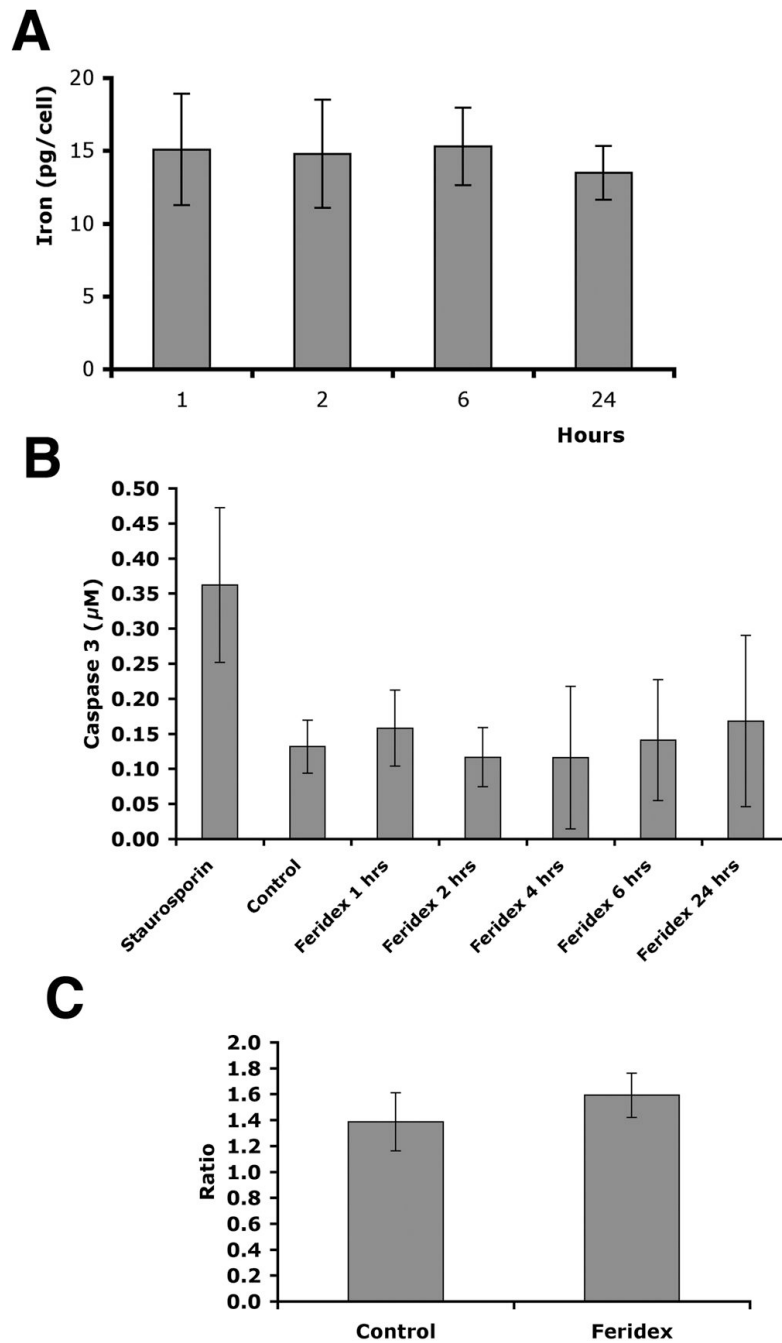 A
20
15
10
5
0
Iron (pg/cell)
1 2 6 24
Hours
B
0.50
0.45
0.40
0.35
0.30
0.25
0.20
0.15
0.10
0.05
0.00
Caspase 3 (μM)
Staurosporin
Control
Feridex 1 hrs
Feridex 2 hrs
Feridex 4 hrs
Feridex 6 hrs
Feridex 24 hrs
C
2.0
1.8
1.6
1.4
1.2
1.0
0.8
0.6
0.4
0.2
0.0
Ratio
Control Feridex